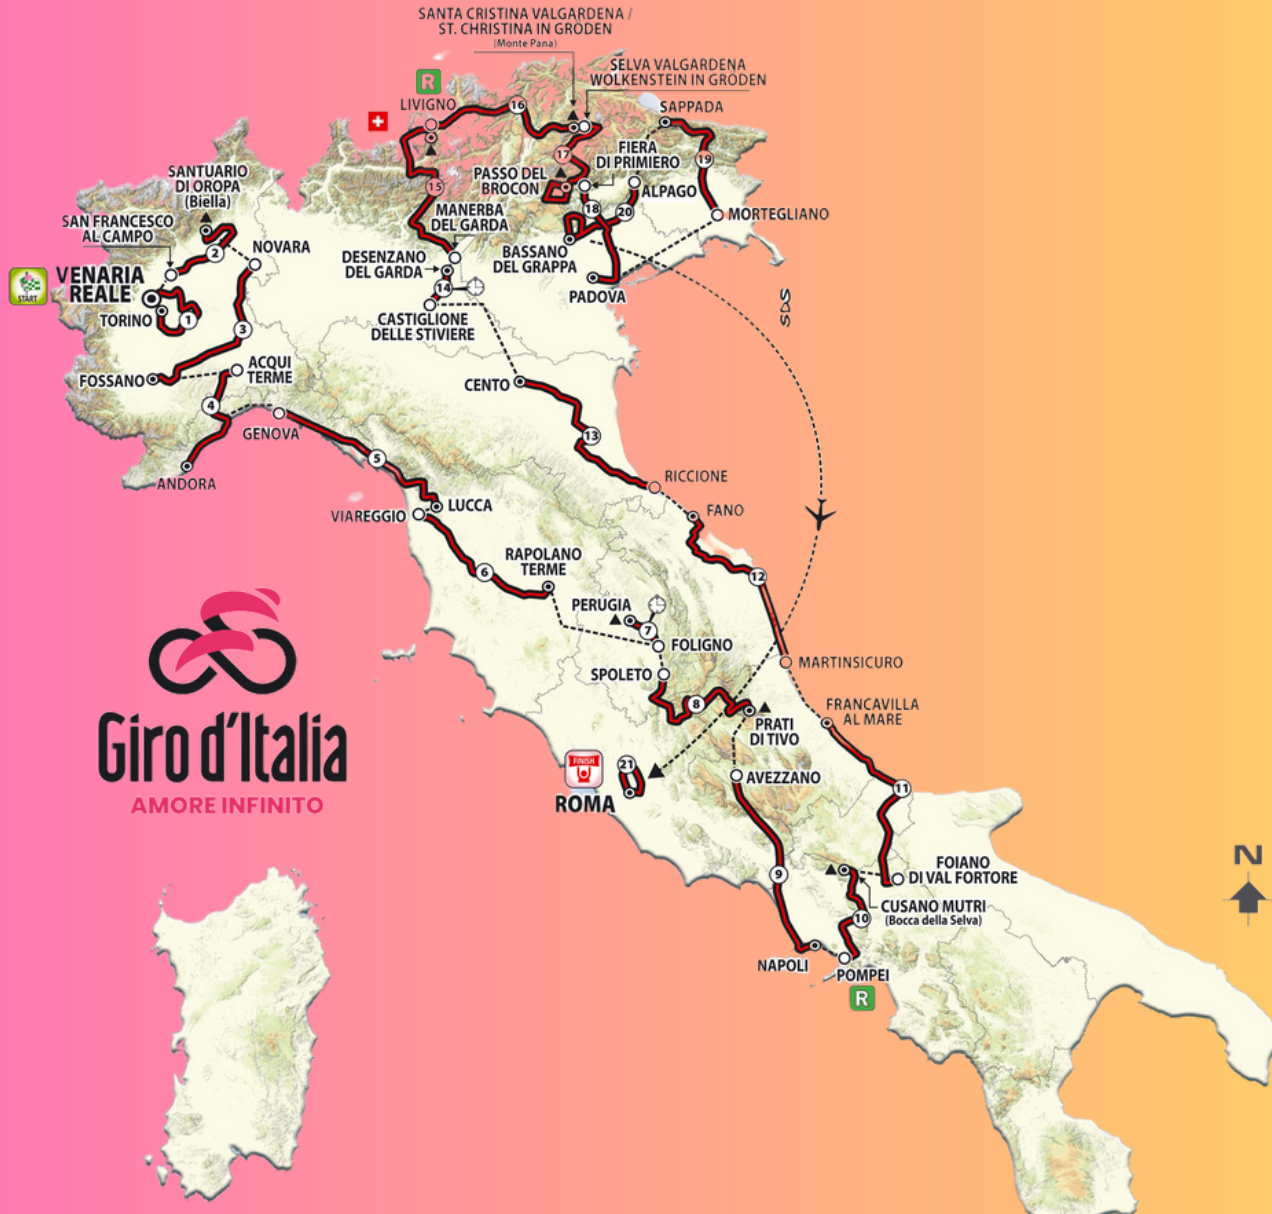 SANTA CRISTINA VALGARDENA /
ST. CHRISTINA IN GRÖDEN
(Monte Pana)
SELVA VALGARDENA
WOLKENSTEIN IN GRÖDEN
R
LIVIGNO
16
SAPPADA
FIERA
DI PRIMIERO
17
19
PASSO DEL
BROCON
ALPAGO
15
18
20
MORTEGLIANO
SANTUARIO
DI OROPA
(Biella)
MANERBA
DEL GARDA
SAN FRANCESCO
AL CAMPO
2
NOVARA
DESENZANO
DEL GARDA
BASSANO
DEL GRAPPA
PADOVA
START
VENARIA
REALE
14
SDS
TORINO
1
CASTIGLIONE
DELLE STIVIERE
3
FOSSANO
ACQUI
TERME
CENTO
4
GENOVA
13
5
ANDORA
RICCIONE
LUCCA
VIAREGGIO
FANO
RAPOLANO
TERME
6
12
PERUGIA
7
FOLIGNO
MARTINSICURO
SPOLETO
8
PRATI
DI TIVO
FRANCAVILLA
AL MARE
Giro d'Italia
AMORE INFINITO
FINISH
21
ROMA
AVEZZANO
11
9
FOIANO
DI VAL FORTORE
CUSANO MUTRI
(Bocca della Selva)
10
NAPOLI
POMPEI
R
N